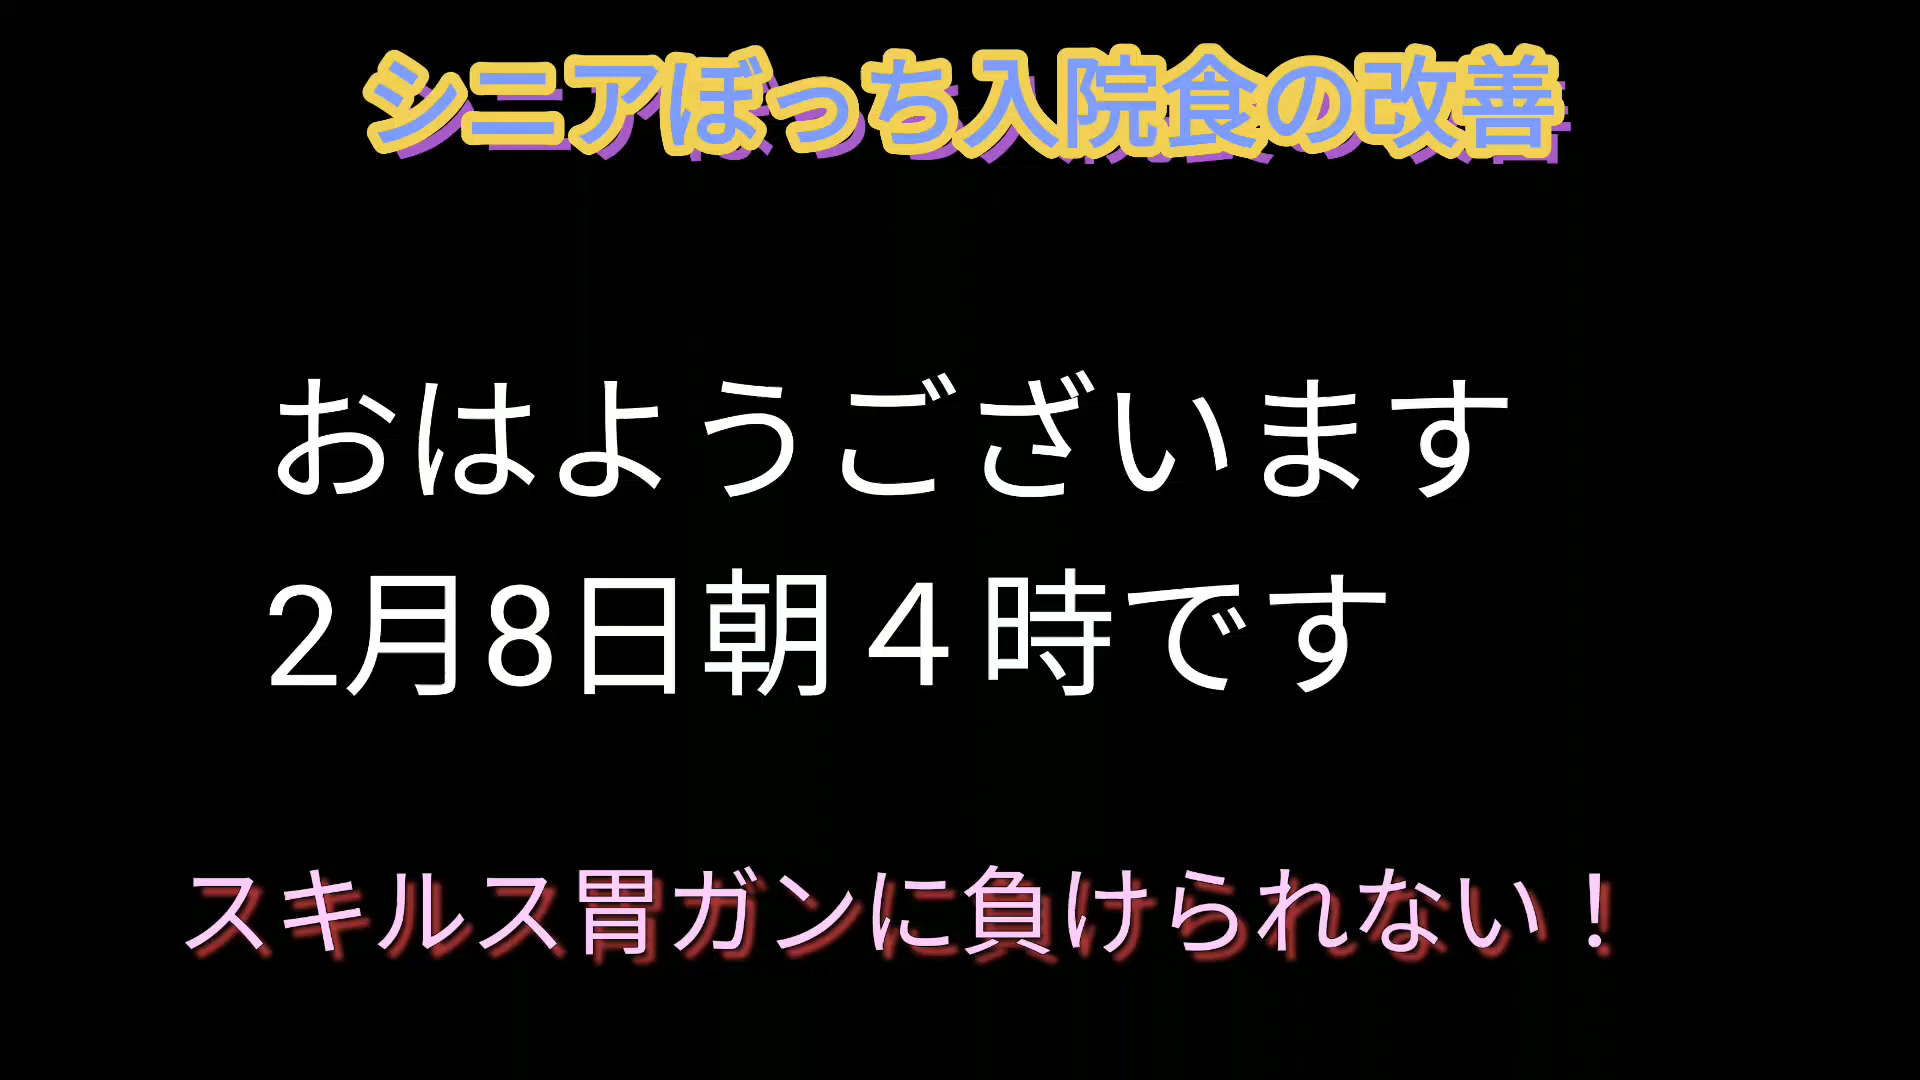 シニアぼっち入院食の改善
おはようございます
2月8日朝４時です
スキルス胃ガンに負けられない！